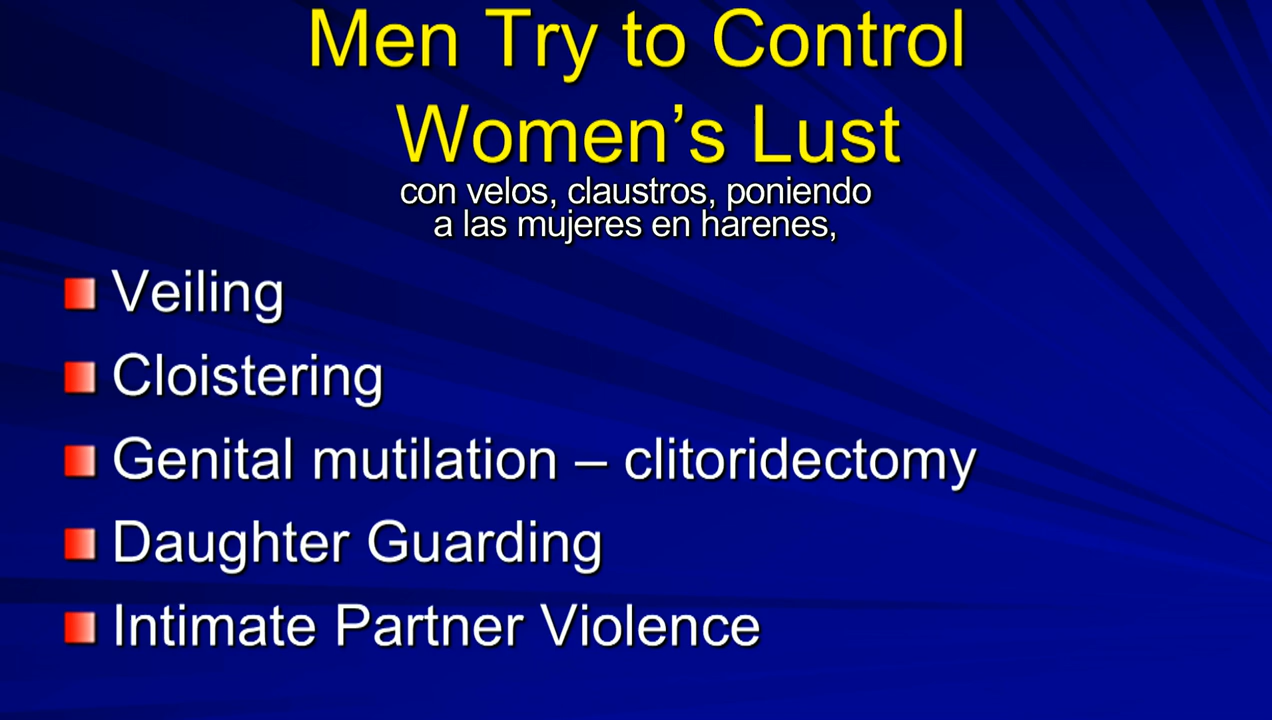 Men Try to Control
Women’s Lust
con velos, claustros, poniendo
a las mujeres en harenes,
Veiling
Cloistering
Genital mutilation – clitoridectomy
Daughter Guarding
Intimate Partner Violence